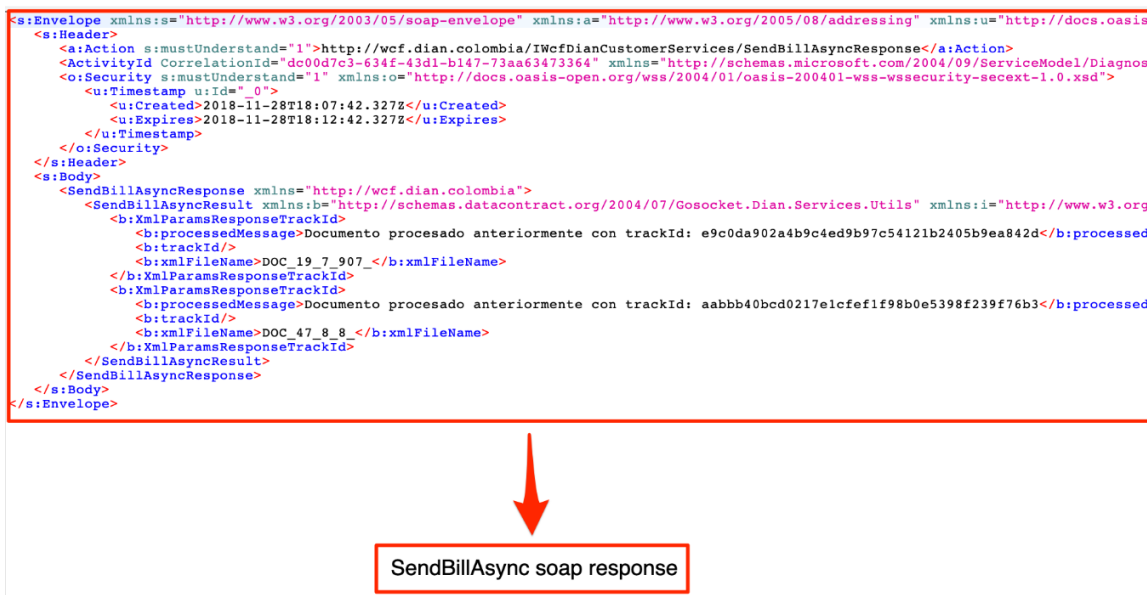 <s:Envelope xmlns:s="http://www.w3.org/2003/05/soap-envelope" xmlns:a="http://www.w3.org/2005/08/addressing" xmlns:u="http://docs.oasis
<s:Header>
<a:Action s:mustUnderstand="1">http://wcf.dian.colombia/IWcfDianCustomerServices/SendBillAsyncResponse</a:Action>
<ActivityId CorrelationId="dc00d7c3-634f-43d1-b147-73aa63473364" xmlns="http://schemas.microsoft.com/2004/09/ServiceModel/Diagnos
<o:Security s:mustUnderstand="1" xmlns:o="http://docs.oasis-open.org/wss/2004/01/oasis-200401-wss-wssecurity-secext-1.0.xsd">
<u:Timestamp u:Id="_0">
<u:Created>2018-11-28T18:07:42.327Z</u:Created>
<u:Expires>2018-11-28T18:12:42.327Z</u:Expires>
</u:Timestamp>
</o:Security>
</s:Header>
<s:Body>
<SendBillAsyncResponse xmlns="http://wcf.dian.colombia">
<SendBillAsyncResult xmlns:b="http://schemas.datacontract.org/2004/07/Gosocket.Dian.Services.Utils" xmlns:i="http://www.w3.org
<b:XmlParamsResponseTrackId>
<b:processedMessage>Documento procesado anteriormente con trackId: e9c0da902a4b9c4ed9b97c54121b2405b9ea842d</b:processed
<b:trackId/>
<b:xmlFileName>DOC_19_7_907_</b:xmlFileName>
</b:XmlParamsResponseTrackId>
<b:XmlParamsResponseTrackId>
<b:processedMessage>Documento procesado anteriormente con trackId: aabbb40bcd0217e1cfef1f98b0e5398f239f76b3</b:processed
<b:trackId/>
<b:xmlFileName>DOC_47_8_8_</b:xmlFileName>
</b:XmlParamsResponseTrackId>
</SendBillAsyncResult>
</SendBillAsyncResponse>
</s:Body>
</s:Envelope>
SendBillAsync soap response